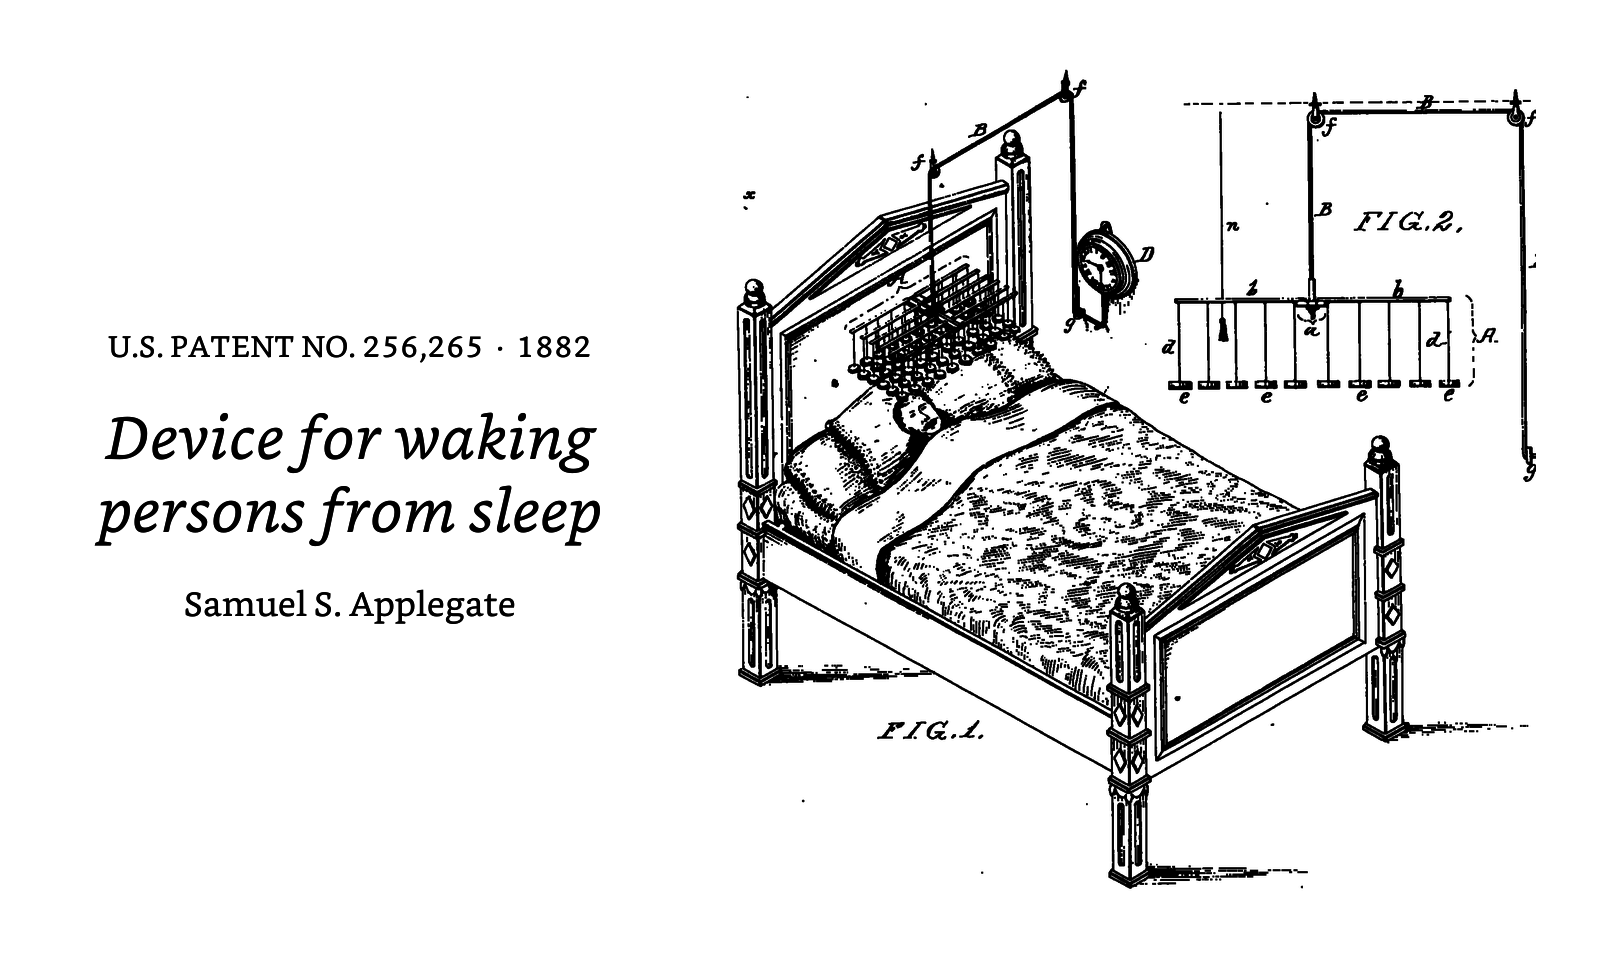 U.S. PATENT NO. 256,265 · 1882
Device for waking
persons from sleep
Samuel S. Applegate
f
B
f
x
A
D
g
FIG.1.
B
f
f
n
B
FIG.2.
b
h
a
d
d
A.
e
e
e
e
g